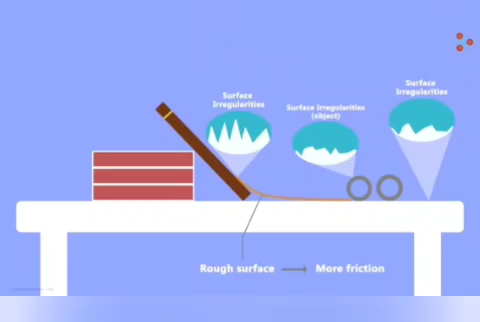 Surface
Irregularities
Surface Irregularities
(object)
Surface
Irregularities
Rough surface
More friction